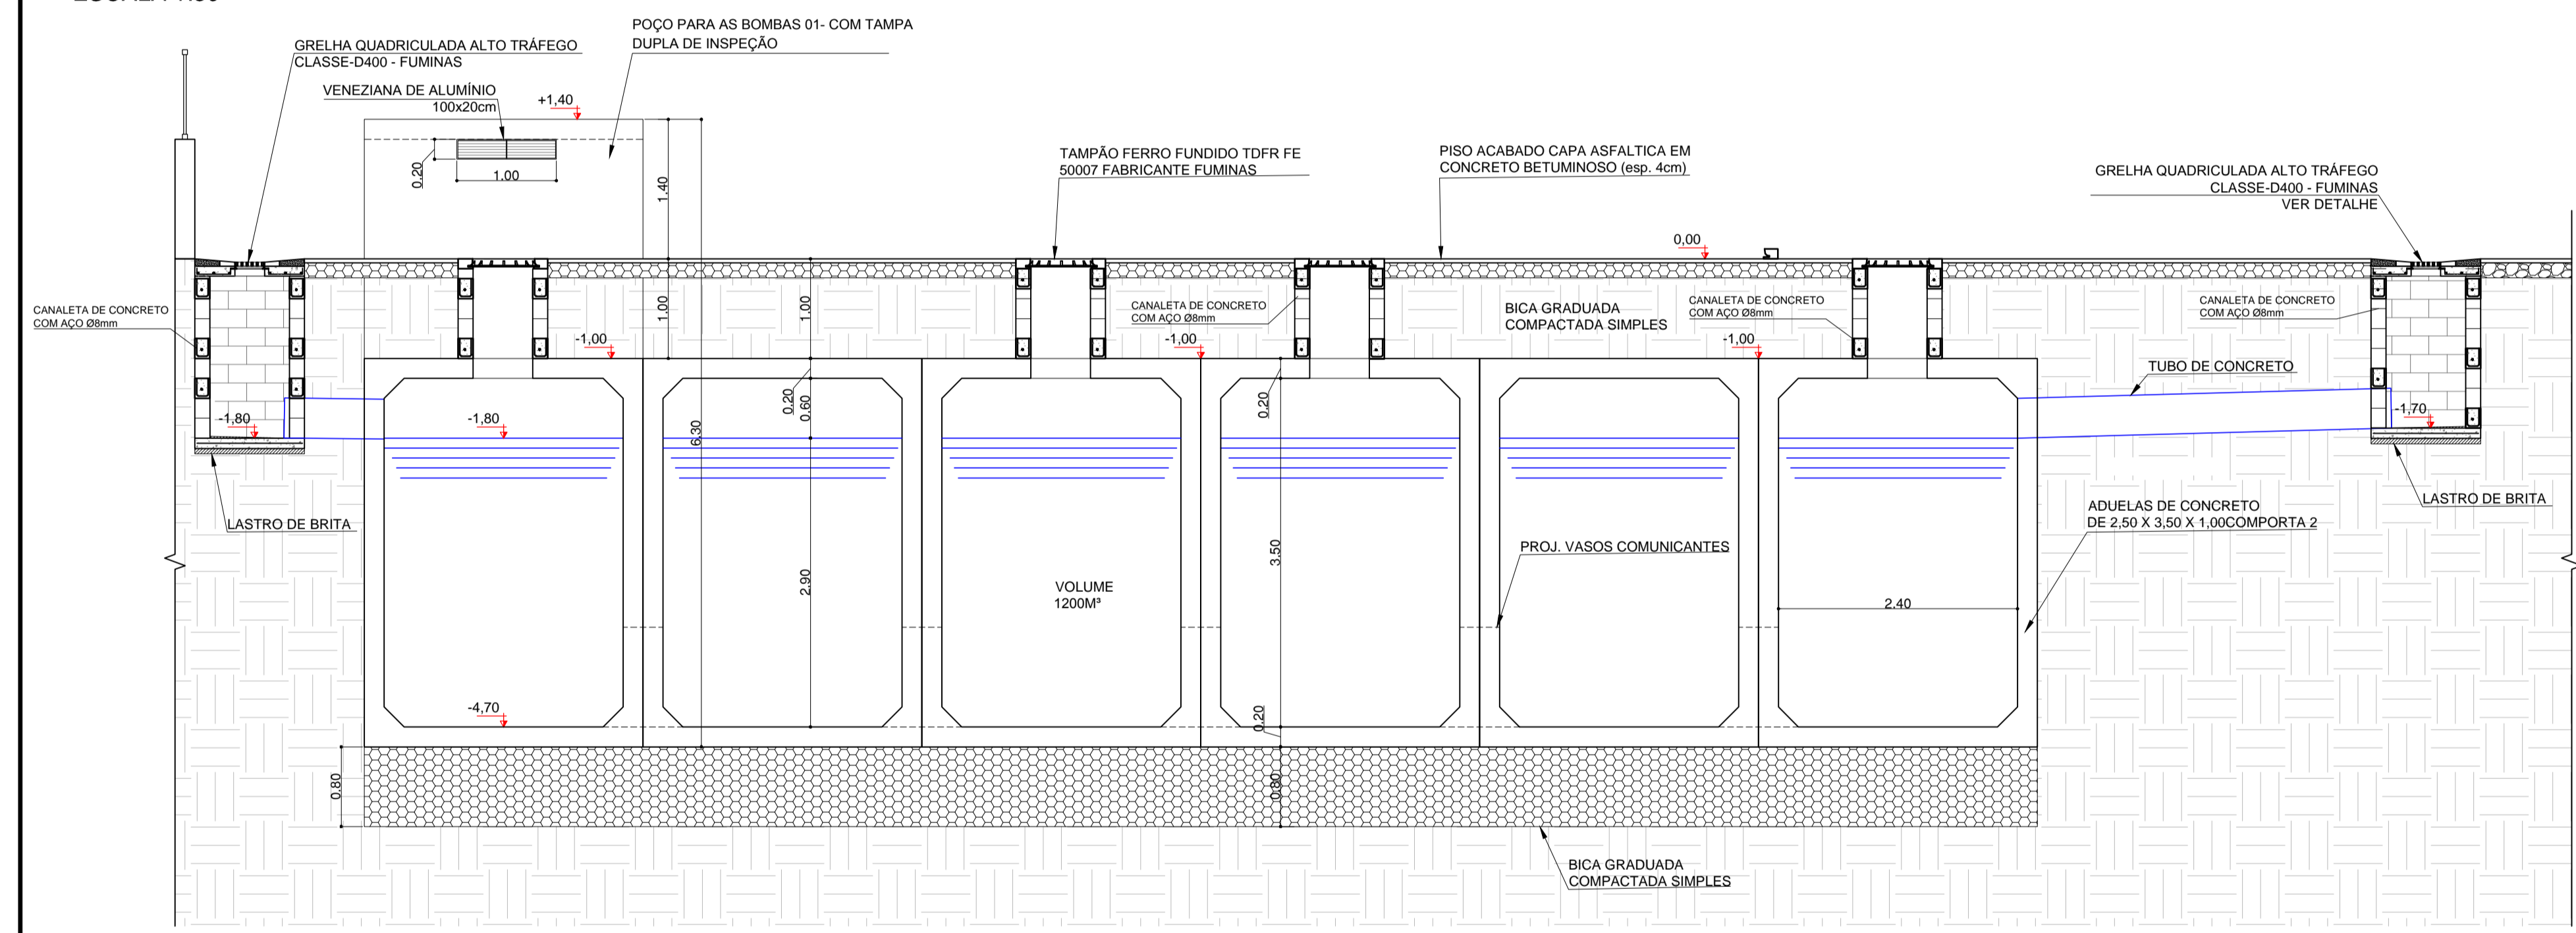 POÇO PARA AS BOMBAS 01- COM TAMPA
DUPLA DE INSPEÇÃO
GRELHA QUADRICULADA ALTO TRÁFEGO
CLASSE-D400 - FUMINAS
VENEZIANA DE ALUMÍNIO
100x20cm
+1,40
0.20
1.00
1.40
TAMPÃO FERRO FUNDIDO TDFR FE
50007 FABRICANTE FUMINAS
PISO ACABADO CAPA ASFALTICA EM
CONCRETO BETUMINOSO (esp. 4cm)
GRELHA QUADRICULADA ALTO TRÁFEGO
CLASSE-D400 - FUMINAS
VER DETALHE
0,00
CANALETA DE CONCRETO
COM AÇO Ø8mm
1.00
1.00
CANALETA DE CONCRETO
COM AÇO Ø8mm
BICA GRADUADA
COMPACTADA SIMPLES
CANALETA DE CONCRETO
COM AÇO Ø8mm
CANALETA DE CONCRETO
COM AÇO Ø8mm
-1,00
-1,00
-1,00
TUBO DE CONCRETO
0.20
0.60
0.20
-1,80
-1,80
6.30
-1,70
LASTRO DE BRITA
LASTRO DE BRITA
ADUELAS DE CONCRETO
DE 2,50 X 3,50 X 1,00COMPORTA 2
PROJ. VASOS COMUNICANTES
3.50
2.90
VOLUME
1200M³
2.40
-4,70
0.20
0.80
0.80
BICA GRADUADA
COMPACTADA SIMPLES